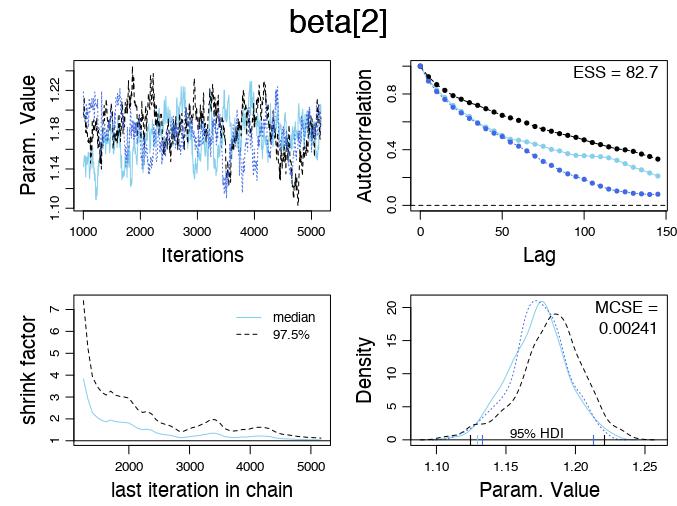 beta[2]
Param. Value
1.10 1.14 1.18 1.22
1000 2000 3000 4000 5000
Iterations
Autocorrelation
0.0 0.4 0.8
ESS = 82.7
0 50 100 150
Lag
shrink factor
1 2 3 4 5 6 7
median
97.5%
2000 3000 4000 5000
last iteration in chain
Density
0 5 10 15 20
MCSE =
0.00241
95% HDI
1.10 1.15 1.20 1.25
Param. Value